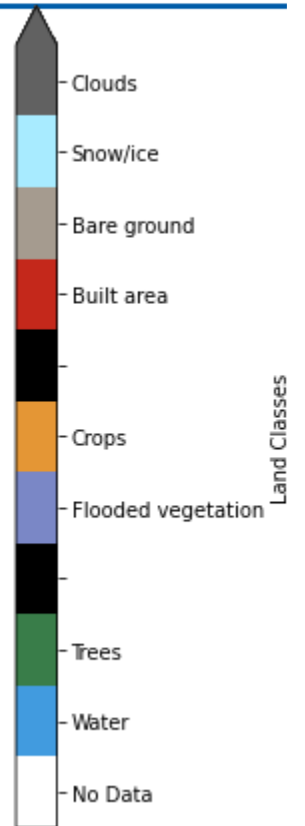 Clouds
Snow/ice
Bare ground
Built area
Crops
Flooded vegetation
Trees
Water
No Data
Land Classes